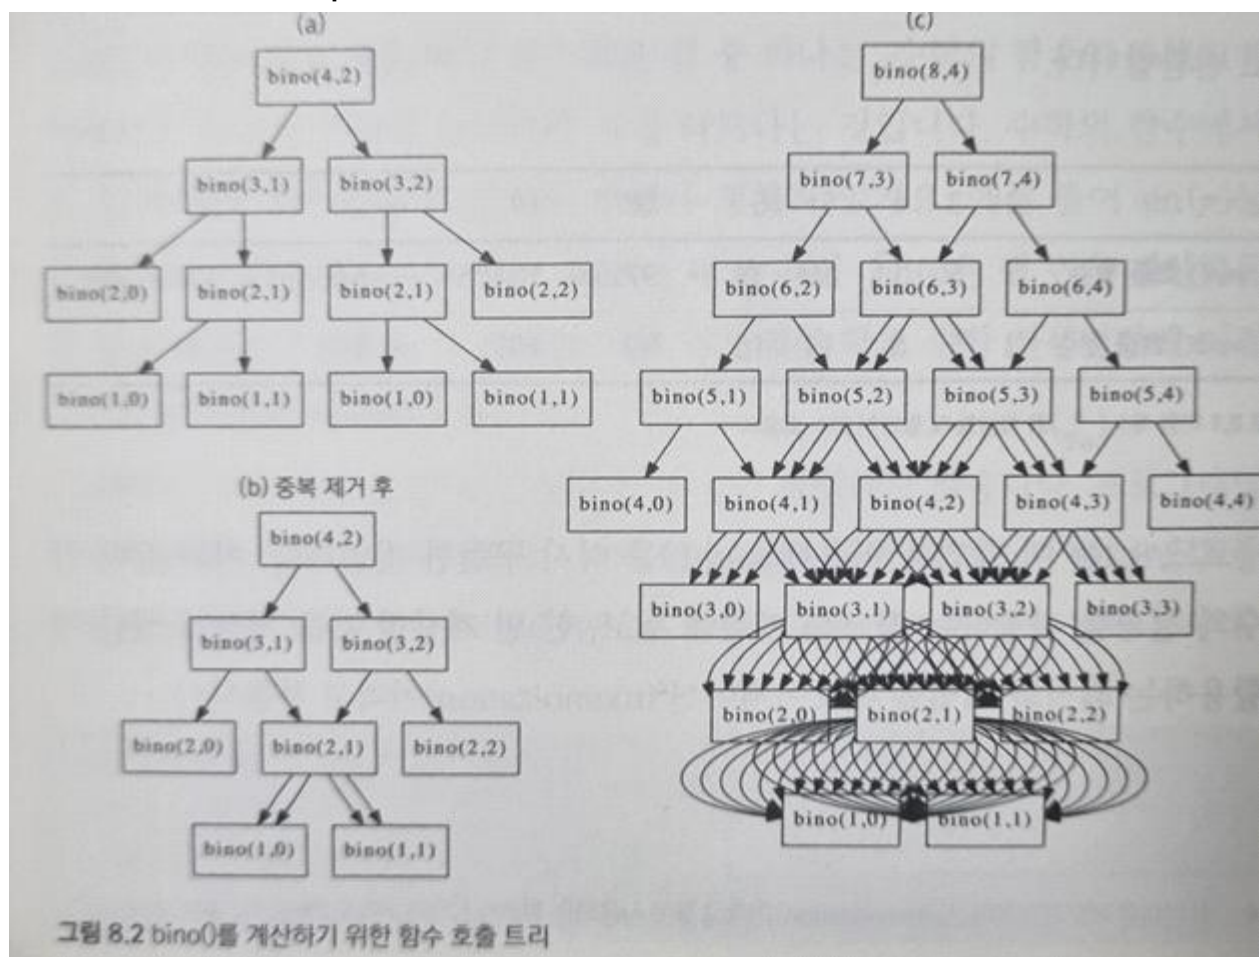 (a)
bino(4,2)
bino(3,1) bino(3,2)
bino(2,0) bino(2,1) bino(2,1) bino(2,2)
bino(1,0) bino(1,1) bino(1,0) bino(1,1)
(b) 중복 제거 후
bino(4,2)
bino(3,1) bino(3,2)
bino(2,0) bino(2,1) bino(2,2)
bino(1,0) bino(1,1)
(c)
bino(8,4)
bino(7,3) bino(7,4)
bino(6,2) bino(6,3) bino(6,4)
bino(5,1) bino(5,2) bino(5,3) bino(5,4)
bino(4,0) bino(4,1) bino(4,2) bino(4,3) bino(4,4)
bino(3,0) bino(3,1) bino(3,2) bino(3,3)
bino(2,0) bino(2,1) bino(2,2)
bino(1,0) bino(1,1)
그림 8.2 bino()를 계산하기 위한 함수 호출 트리